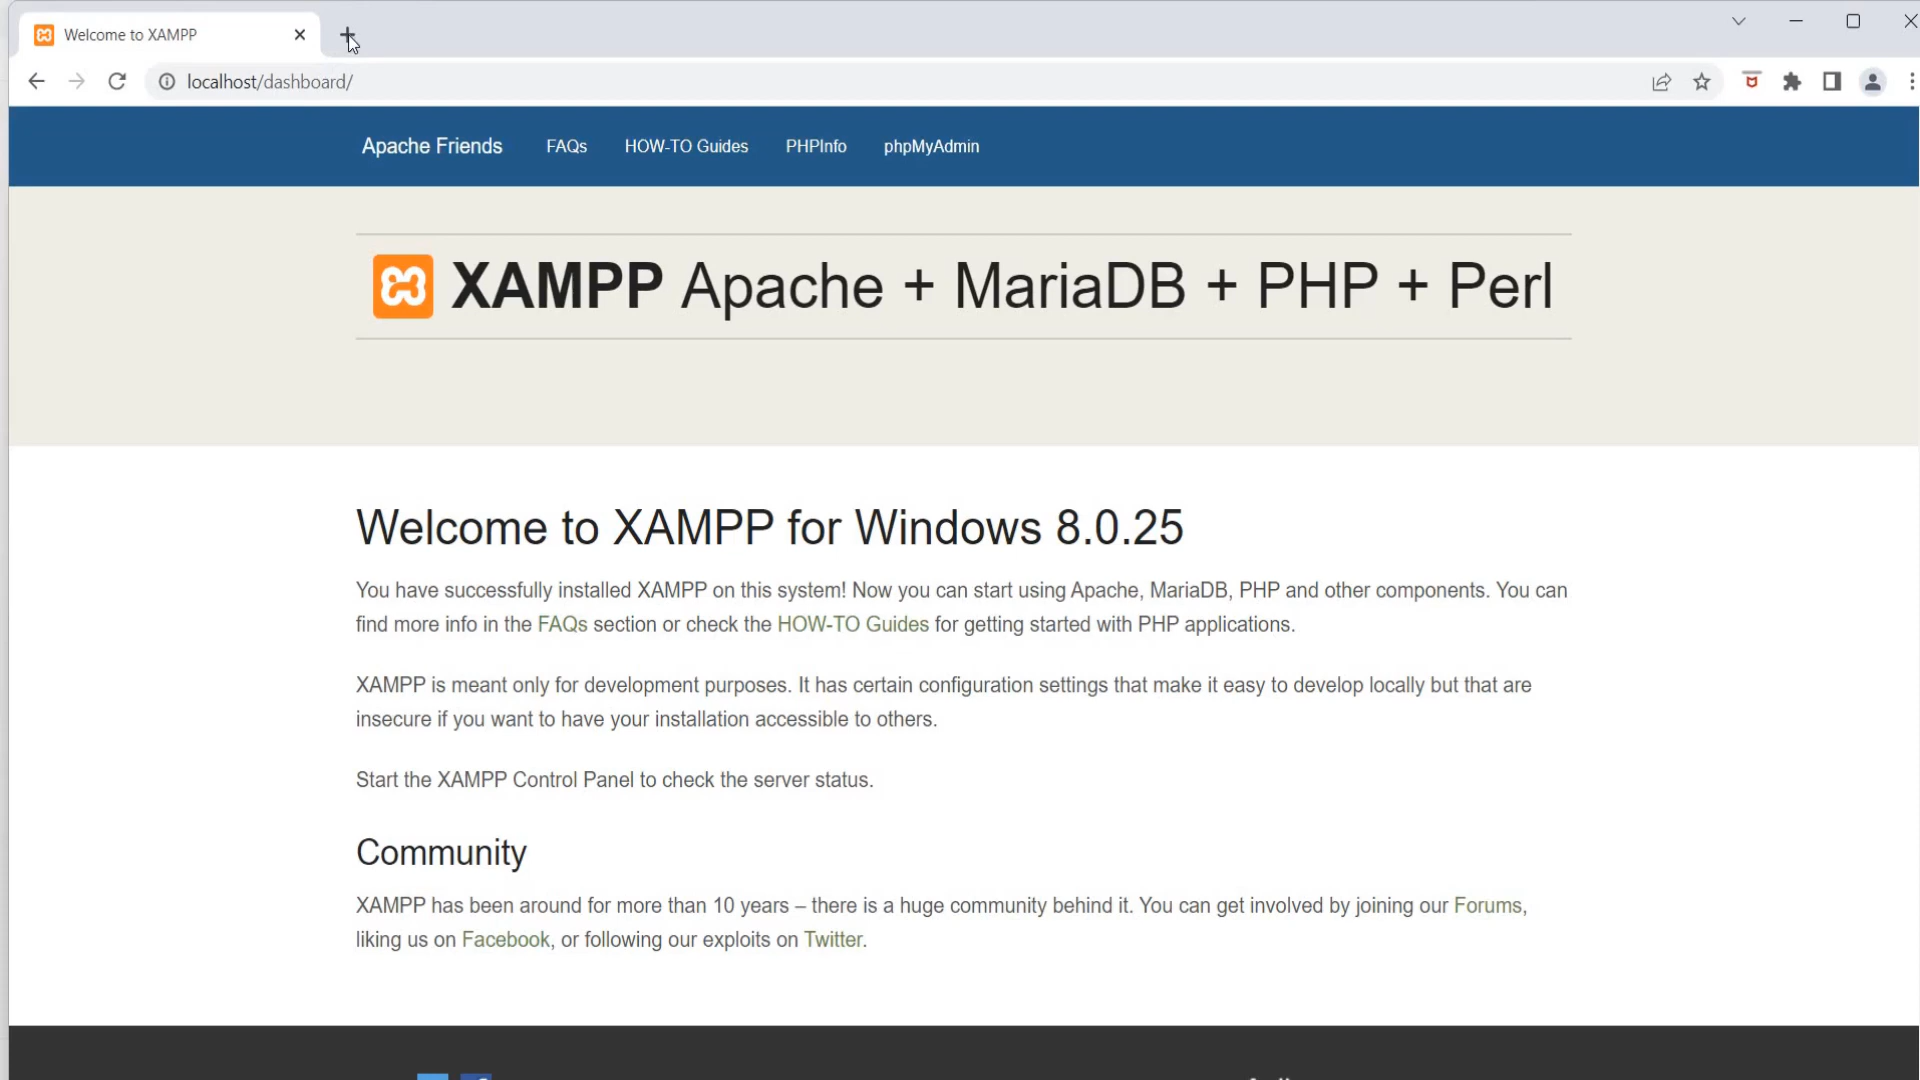 Welcome to XAMPP
localhost/dashboard/
Apache Friends FAQs HOW-TO Guides PHPInfo phpMyAdmin
XAMPP Apache + MariaDB + PHP + Perl
Welcome to XAMPP for Windows 8.0.25
You have successfully installed XAMPP on this system! Now you can start using Apache, MariaDB, PHP and other components. You can
find more info in the FAQs section or check the HOW-TO Guides for getting started with PHP applications.
XAMPP is meant only for development purposes. It has certain configuration settings that make it easy to develop locally but that are
insecure if you want to have your installation accessible to others.
Start the XAMPP Control Panel to check the server status.
Community
XAMPP has been around for more than 10 years – there is a huge community behind it. You can get involved by joining our Forums,
liking us on Facebook, or following our exploits on Twitter.